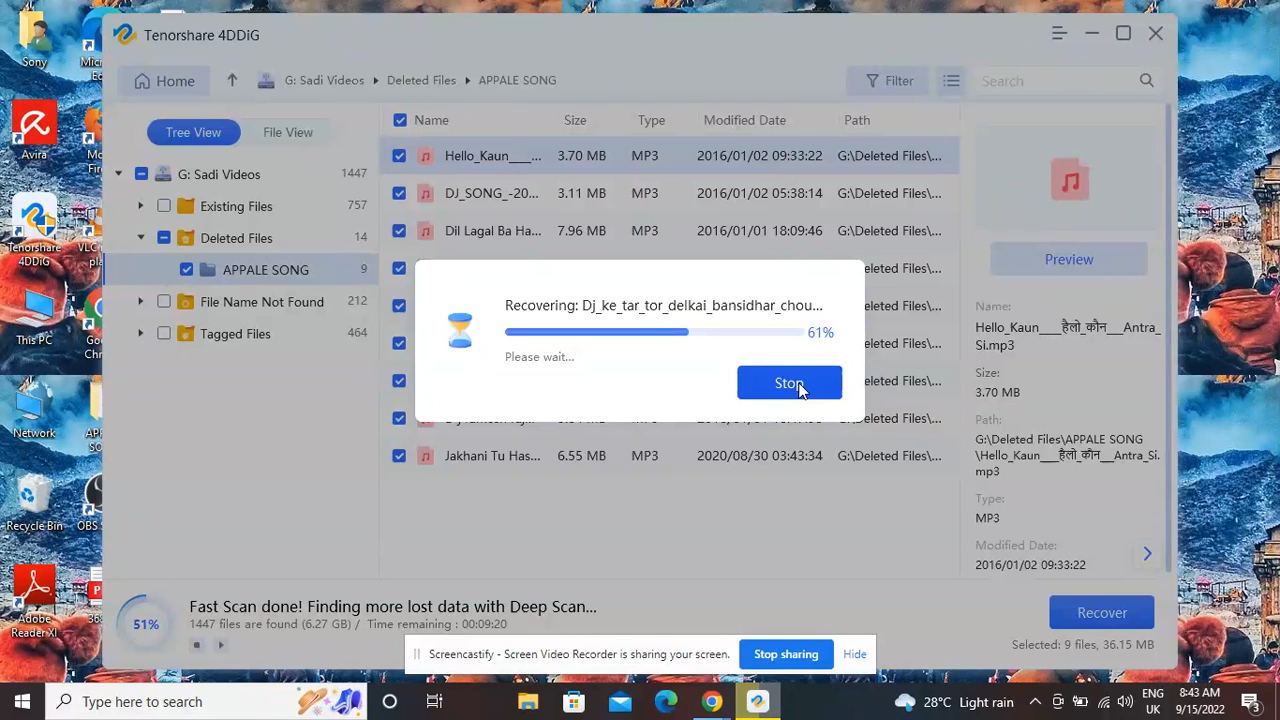 Sony
Avira
Tenorshare
4DDiG
This PC
Network
Recycle Bin
Adobe
Reader XI
Tenorshare 4DDiG
Home
G: Sadi Videos
Deleted Files
APPALE SONG
Filter
Search
Tree View
File View
G: Sadi Videos 1447
Existing Files 757
Deleted Files 14
APPALE SONG 9
File Name Not Found 212
Tagged Files 464
Name Size Type Modified Date Path
Hello_Kaun____... 3.70 MB MP3 2016/01/02 09:33:22 G:\Deleted Files\...
DJ_SONG_-20... 3.11 MB MP3 2016/01/02 05:38:14 G:\Deleted Files\...
Dil Lagal Ba Ha... 7.96 MB MP3 2016/01/01 18:09:46 G:\Deleted Files\...
Jakhani Tu Has... 6.55 MB MP3 2020/08/30 03:43:34 G:\Deleted Files\...
Recovering: Dj_ke_tar_tor_delkai_bansidhar_chou...
61%
Please wait...
Stop
Preview
Name:
Hello_Kaun____हैलो_कौन___Antra_
Si.mp3
Size:
3.70 MB
Path:
G:\Deleted Files\APPALE SONG
\Hello_Kaun____हैलो_कौन___Antra_Si.
mp3
Type:
MP3
Modified Date:
2016/01/02 09:33:22
51%
Fast Scan done! Finding more lost data with Deep Scan...
1447 files are found (6.27 GB) / Time remaining : 00:09:20
Recover
Selected: 9 files, 36.15 MB
Screencastify - Screen Video Recorder is sharing your screen.
Stop sharing
Hide
Type here to search
28°C Light rain
ENG
UK
8:43 AM
9/15/2022
3